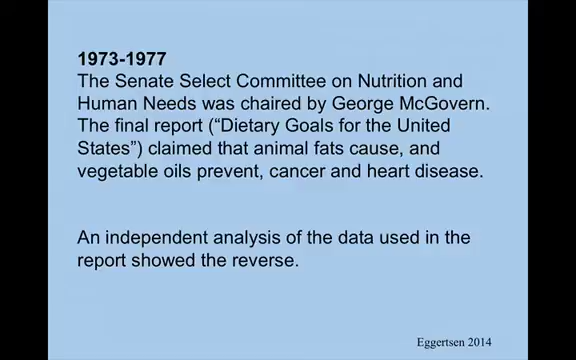 1973-1977
The Senate Select Committee on Nutrition and
Human Needs was chaired by George McGovern.
The final report (“Dietary Goals for the United
States”) claimed that animal fats cause, and
vegetable oils prevent, cancer and heart disease.
An independent analysis of the data used in the
report showed the reverse.
Eggertsen 2014